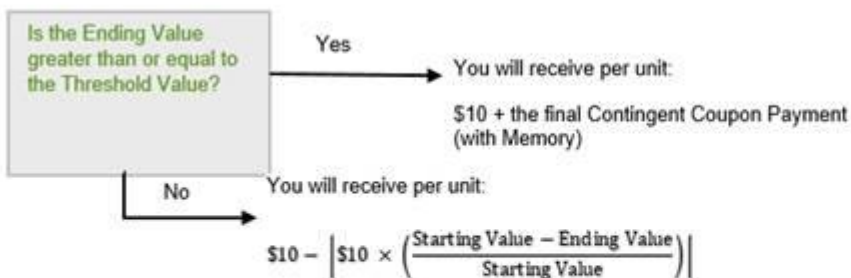 Is the Ending Value
greater than or equal to
the Threshold Value?
Yes
You will receive per unit:
$10 + the final Contingent Coupon Payment
(with Memory)
No
You will receive per unit:
$10 − |$10 × (Starting Value − Ending Value / Starting Value)|